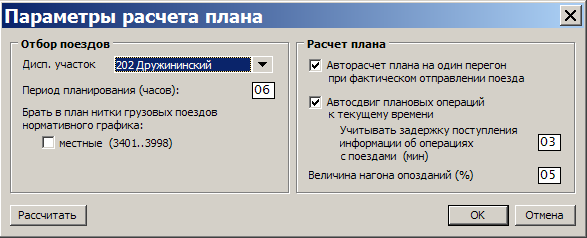 Параметры расчета плана
Отбор поездов
Дисп. участок 202 Дружининский
Период планирования (часов): 06
Брать в план нитки грузовых поездов
нормативного графика:
местные (3401..3998)
Расчет плана
Авторасчет плана на один перегон
при фактическом отправлении поезда
Автосдвиг плановых операций
к текущему времени
Учитывать задержку поступления
информации об операциях
с поездами (мин) 03
Величина нагона опозданий (%) 05
Рассчитать
OK
Отмена